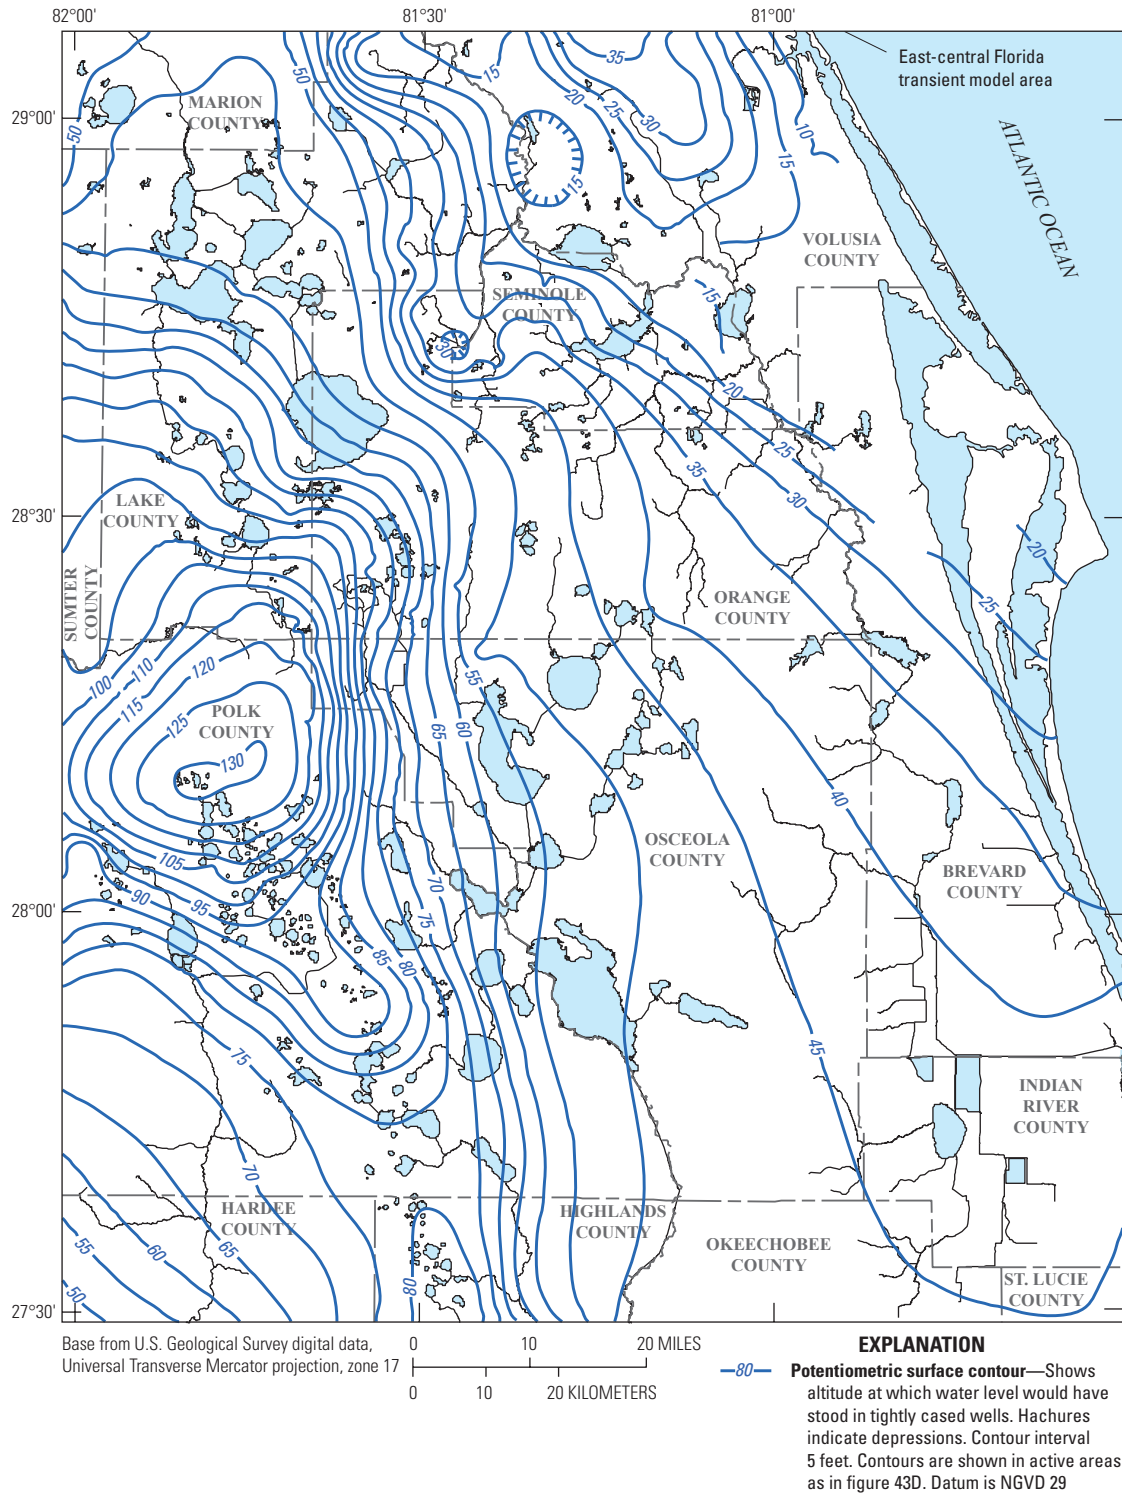 82°00'
81°30'
81°00'
East-central Florida
transient model area
29°00'
28°30'
28°00'
27°30'
MARION
COUNTY
ATLANTIC OCEAN
VOLUSIA
COUNTY
SEMINOLE
COUNTY
LAKE
COUNTY
SUMTER
COUNTY
ORANGE
COUNTY
POLK
COUNTY
OSCEOLA
COUNTY
BREVARD
COUNTY
INDIAN
RIVER
COUNTY
HARDEE
COUNTY
HIGHLANDS
COUNTY
OKEECHOBEE
COUNTY
ST. LUCIE
COUNTY
50
50
15
35
20
25
30
10
15
15
15
30
20
25
35
30
20
25
100
110
120
115
125
130
55
65
60
40
105
90
95
70
75
85
80
45
75
70
65
60
55
50
80
Base from U.S. Geological Survey digital data,
Universal Transverse Mercator projection, zone 17
0
10
20 MILES
0
10
20 KILOMETERS
EXPLANATION
80
Potentiometric surface contour—Shows
altitude at which water level would have
stood in tightly cased wells. Hachures
indicate depressions. Contour interval
5 feet. Contours are shown in active areas
as in figure 43D. Datum is NGVD 29